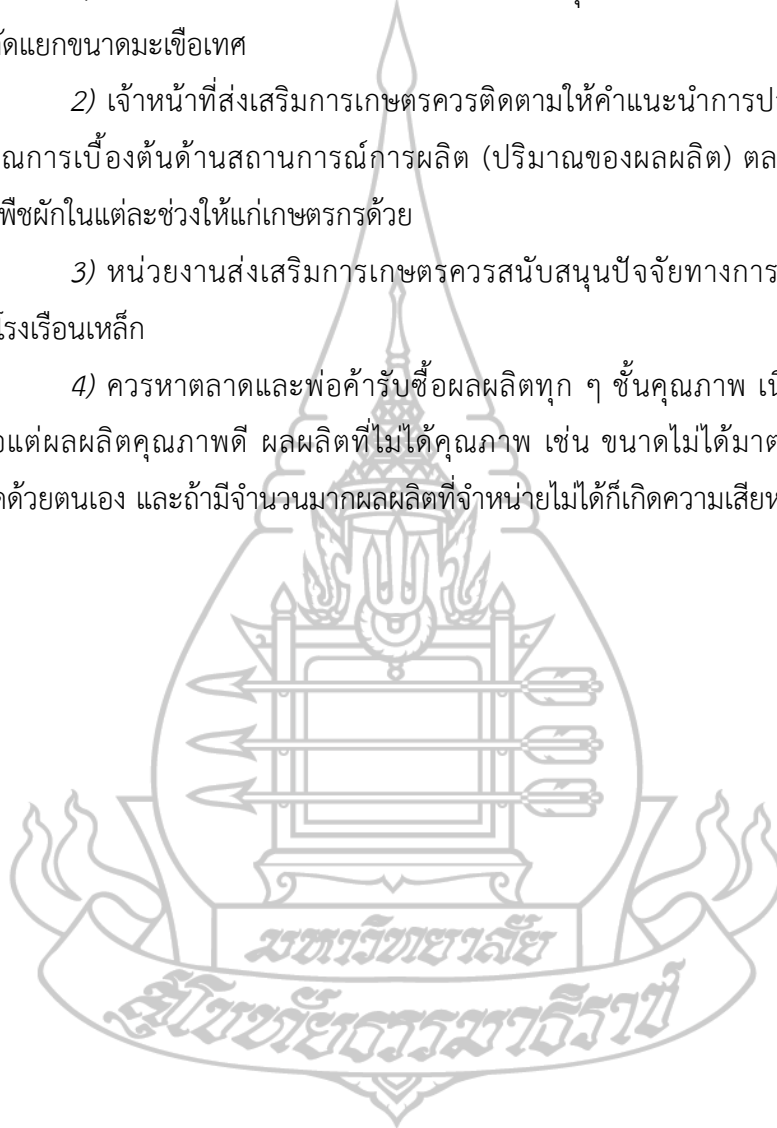 ัดแยกขนาดมะเขือเทศ
2) เจ้าหน้าที่ส่งเสริมการเกษตรควรติดตามให้คำแนะนำการ
ณการเบื้องต้นด้านสถานการณ์การผลิต (ปริมาณของผลผลิต)
พืชผักในแต่ละช่วงให้แก่เกษตรกรด้วย
3) หน่วยงานส่งเสริมการเกษตรควรสนับสนุนปัจจัยทางการ
โรงเรือนเหล็ก
4) ควรหาตลาดและพ่อค้ารับซื้อผลผลิตทุก ๆ ชั้นคุณภาพ
แต่ผลผลิตคุณภาพดี ผลผลิตที่ไม่ได้คุณภาพ เช่น ขนาดไม่ได้
ด้วยตนเอง และถ้ามีจำนวนมากผลผลิตที่จำหน่ายไม่ได้ก็เกิดความเสีย
มหาวิทยาลัย
สุโขทัยธรรมาธิราช